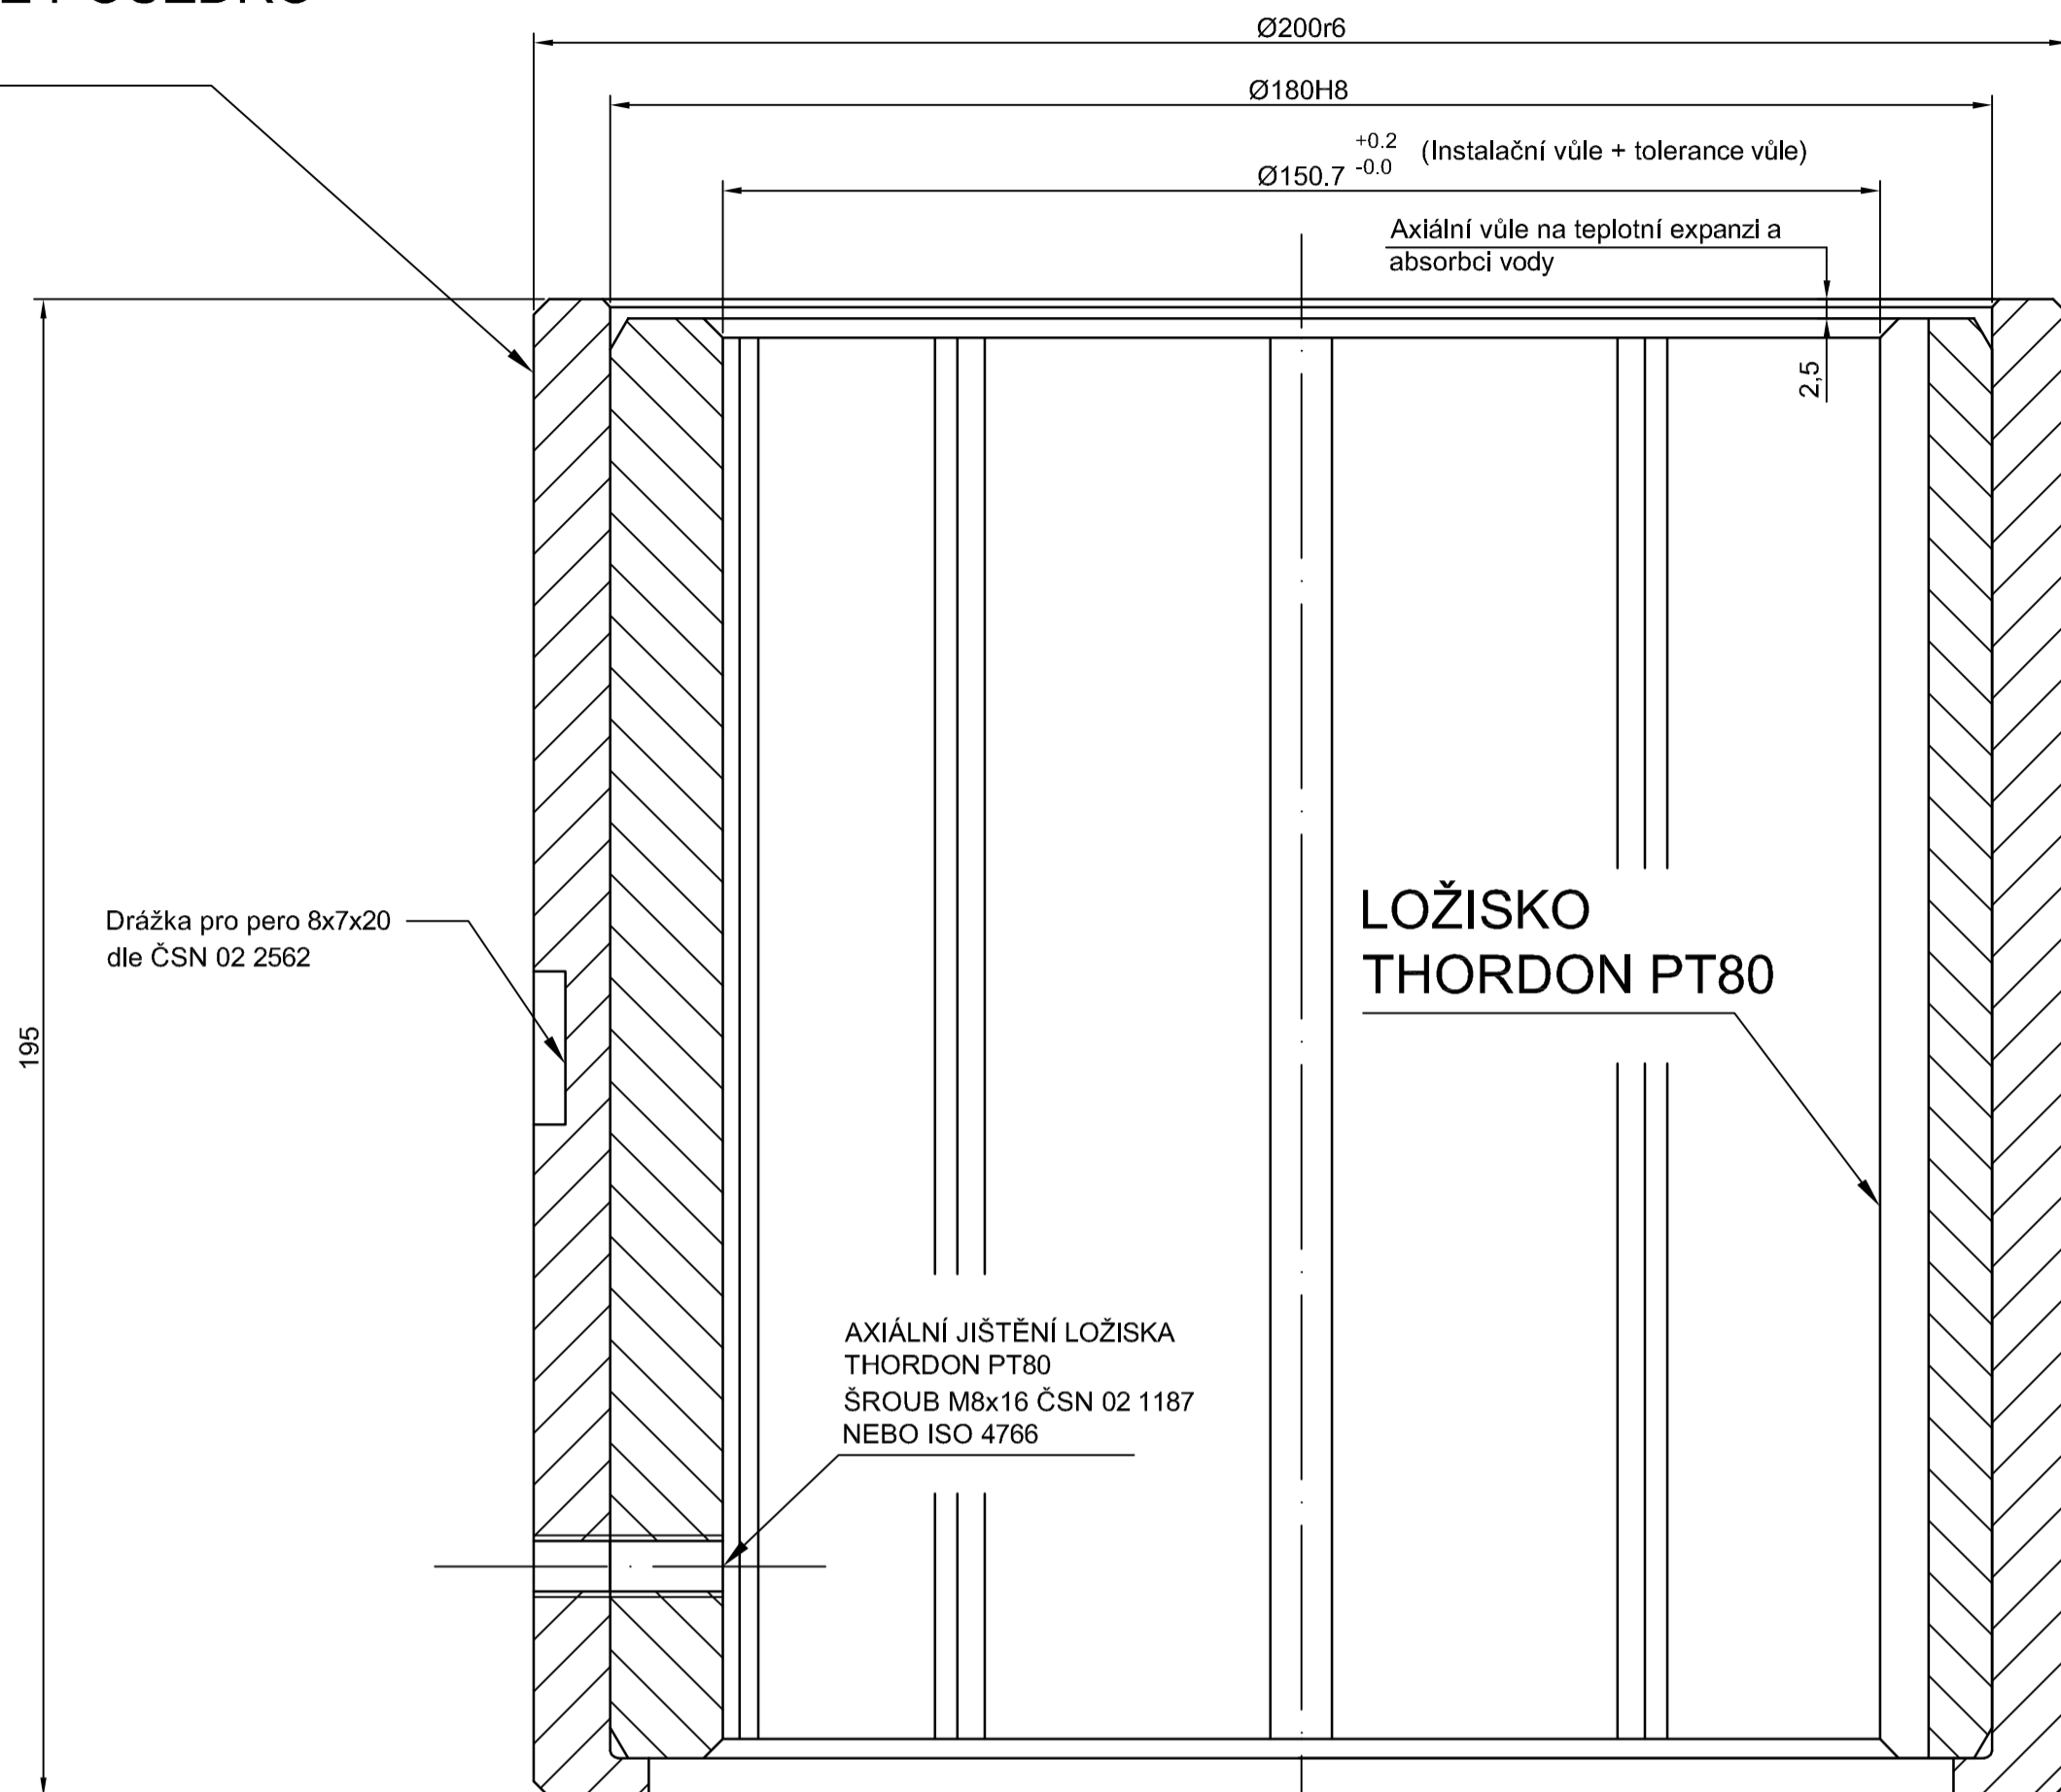 Ø200r6
Ø180H8
+0.2
-0.0
(Instalační vůle + tolerance vůle)
Ø150.7
Axiální vůle na teplotní expanzi a
absorbci vody
2,5
LOŽISKO
THORDON PT80
Drážka pro pero 8x7x20
dle ČSN 02 2562
195
AXIÁLNÍ JIŠTĚNÍ LOŽISKA
THORDON PT80
ŠROUB M8x16 ČSN 02 1187
NEBO ISO 4766